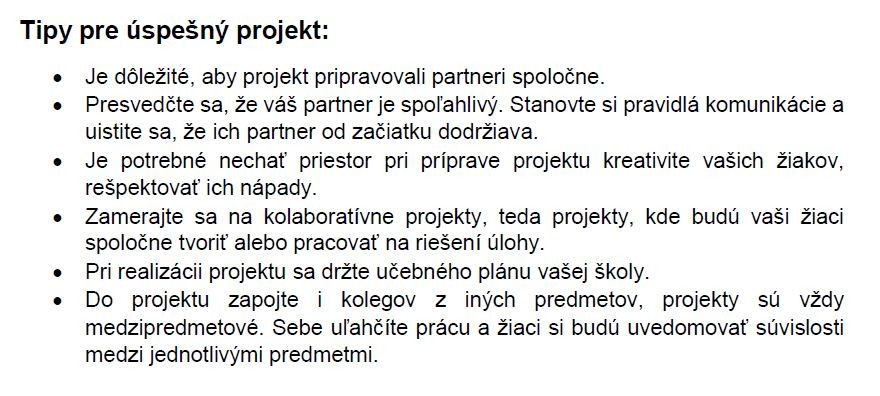 Tipy pre úspešný projekt:
• Je dôležité, aby projekt pripravovali partneri spoločne.
• Presvedčte sa, že váš partner je spoľahlivý. Stanovte si pravidlá komunikácie a
uistite sa, že ich partner od začiatku dodržiava.
• Je potrebné nechať priestor pri príprave projektu kreativite vašich žiakov,
rešpektovať ich nápady.
• Zamerajte sa na kolaboratívne projekty, teda projekty, kde budú vaši žiaci
spoločne tvoriť alebo pracovať na riešení úlohy.
• Pri realizácii projektu sa držte učebného plánu vašej školy.
• Do projektu zapojte i kolegov z iných predmetov, projekty sú vždy
medzipredmetové. Sebe uľahčíte prácu a žiaci si budú uvedomovať súvislosti
medzi jednotlivými predmetmi.